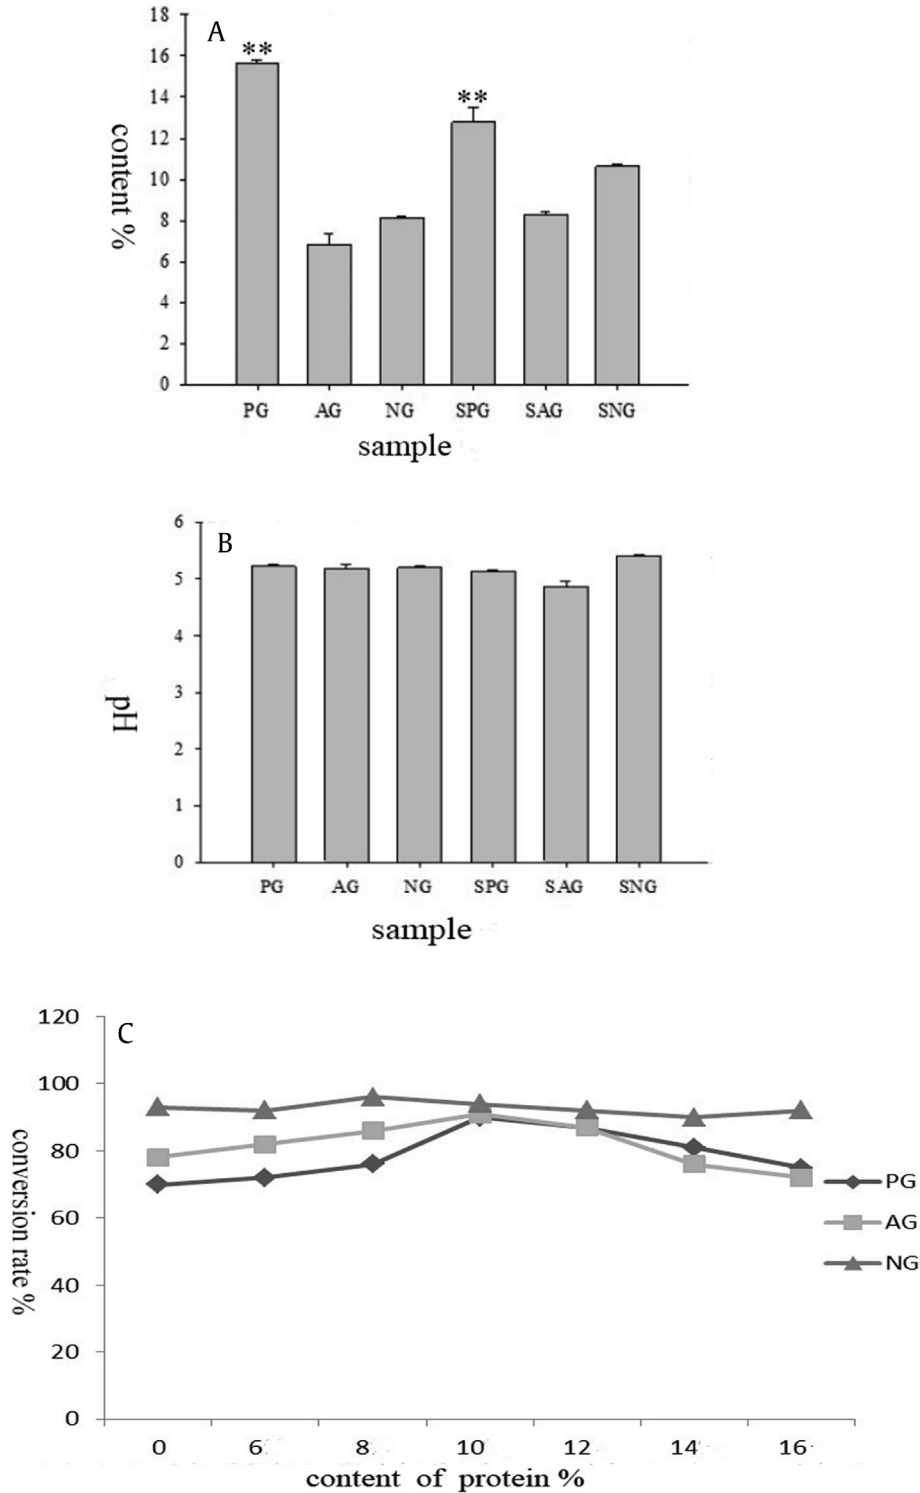 A
18
16
14
12
10
8
6
4
2
0
content %
**
**
PG AG NG SPG SAG SNG
sample
B
6
5
4
3
2
1
0
pH
PG AG NG SPG SAG SNG
sample
C
120
100
80
60
40
20
0
conversion rate %
0 6 8 10 12 14 16
content of protein %
PG
AG
NG